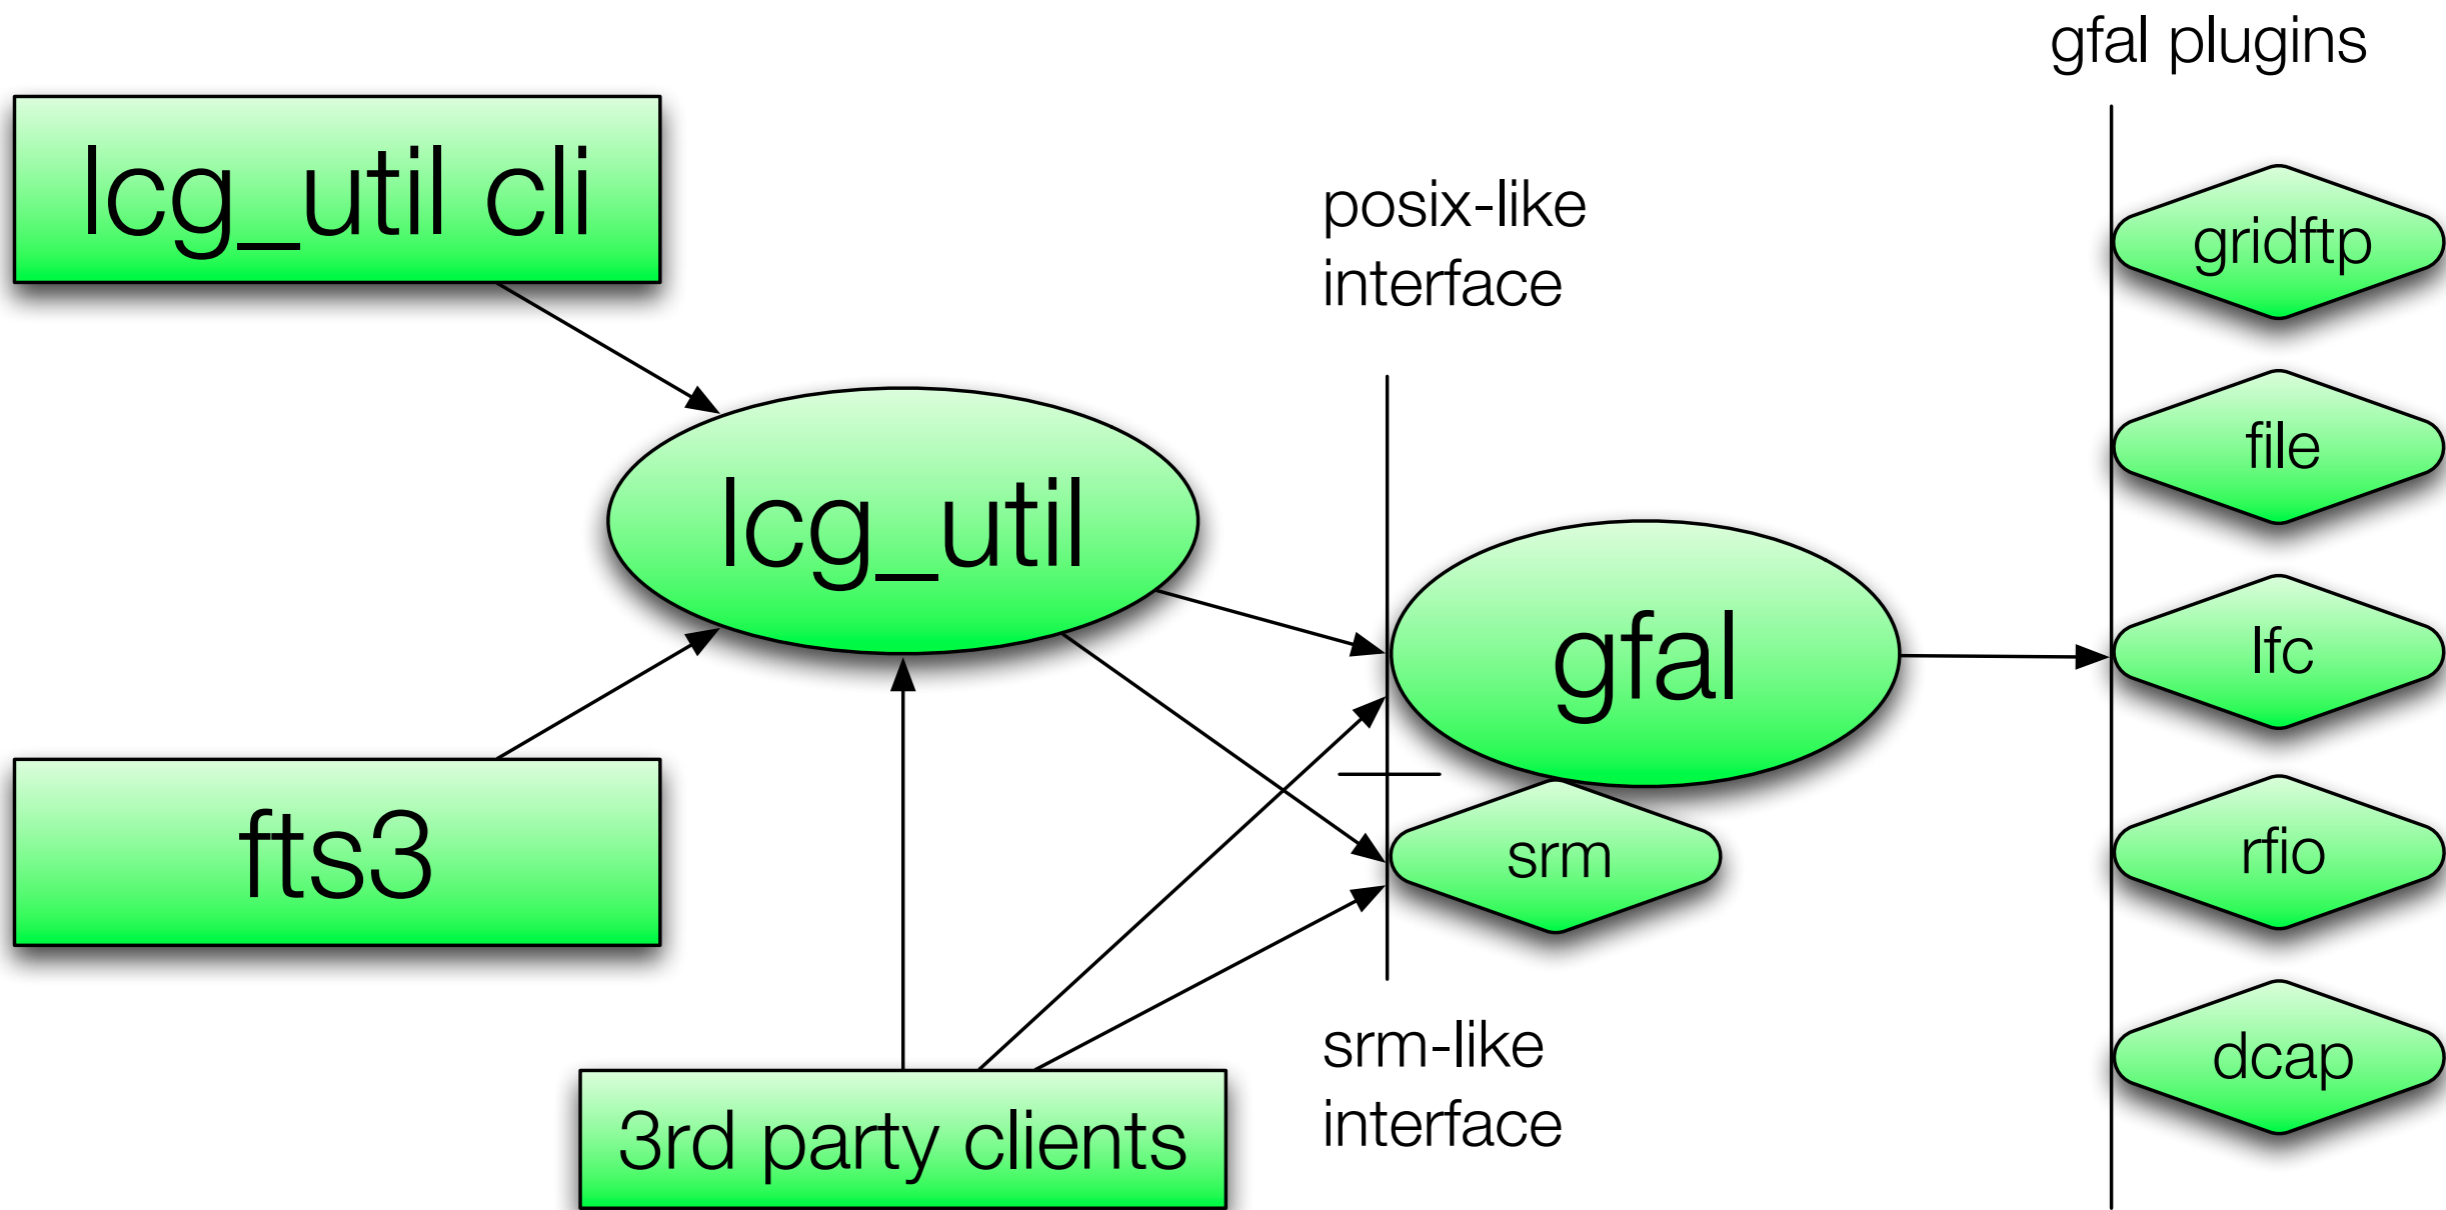 gfal plugins
lcg_util cli
posix-like
interface
gridftp
file
lcg_util
gfal
lfc
fts3
srm
rfio
srm-like
interface
dcap
3rd party clients